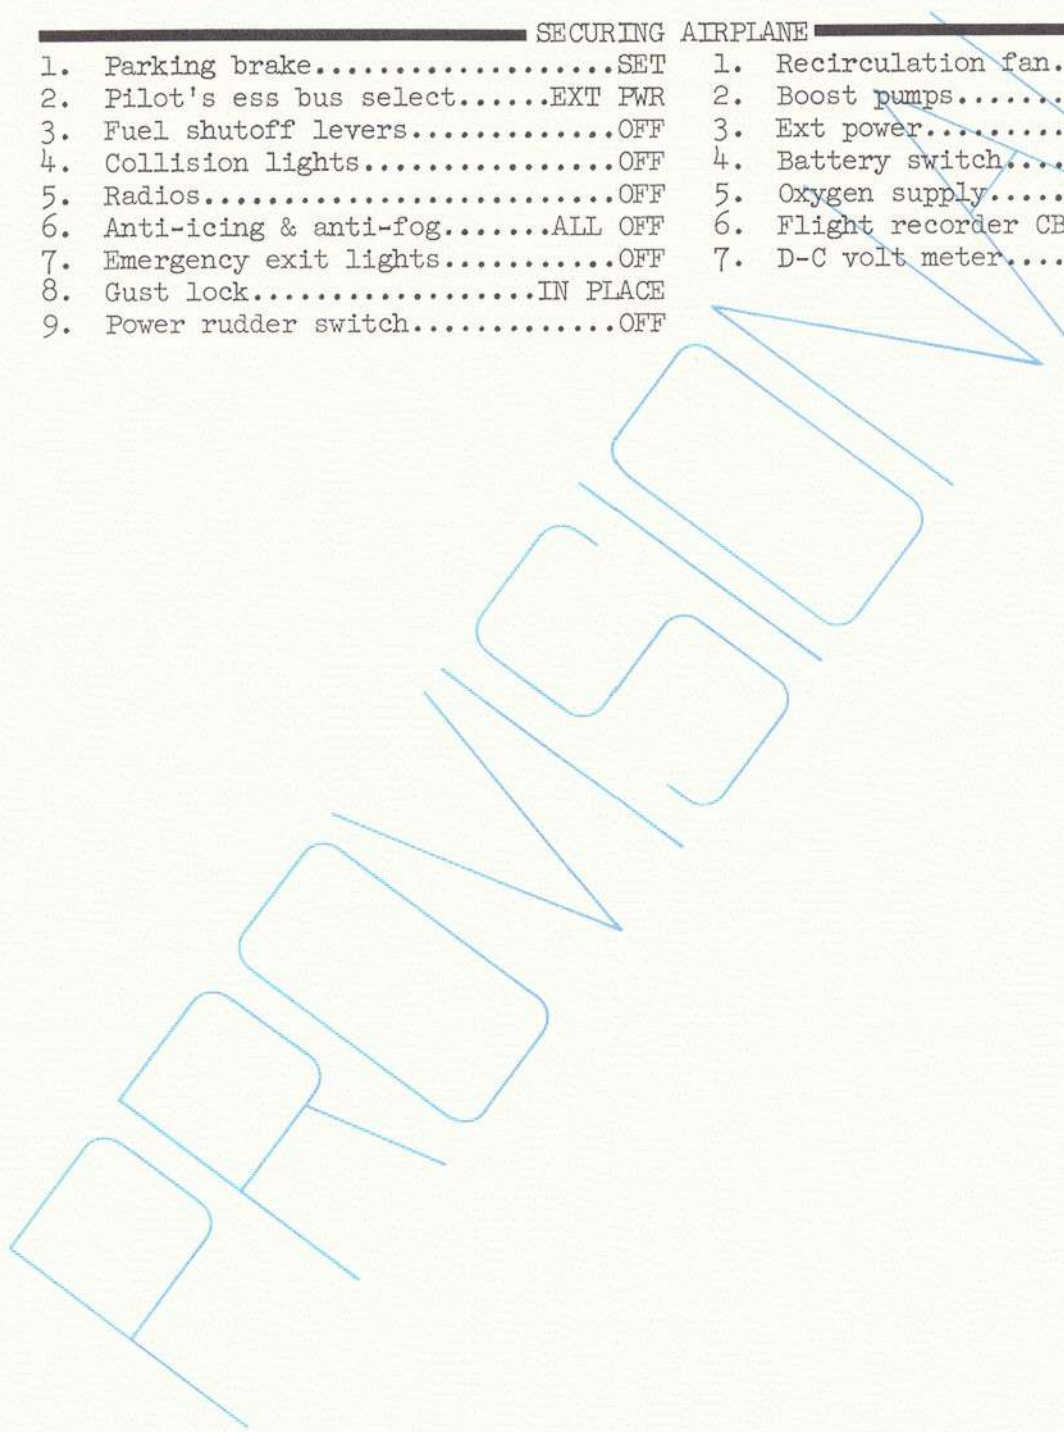 SECURING AIRPLANE
1. Parking brake...................SET
2. Pilot's ess bus select......EXT PWR
3. Fuel shutoff levers.............OFF
4. Collision lights................OFF
5. Radios..........................OFF
6. Anti-icing & anti-fog.......ALL OFF
7. Emergency exit lights...........OFF
8. Gust lock..................IN PLACE
9. Power rudder switch.............OFF
1. Recirculation fan.
2. Boost pumps.......
3. Ext power.........
4. Battery switch....
5. Oxygen supply.....
6. Flight recorder CB
7. D-C volt meter....
PROVISION